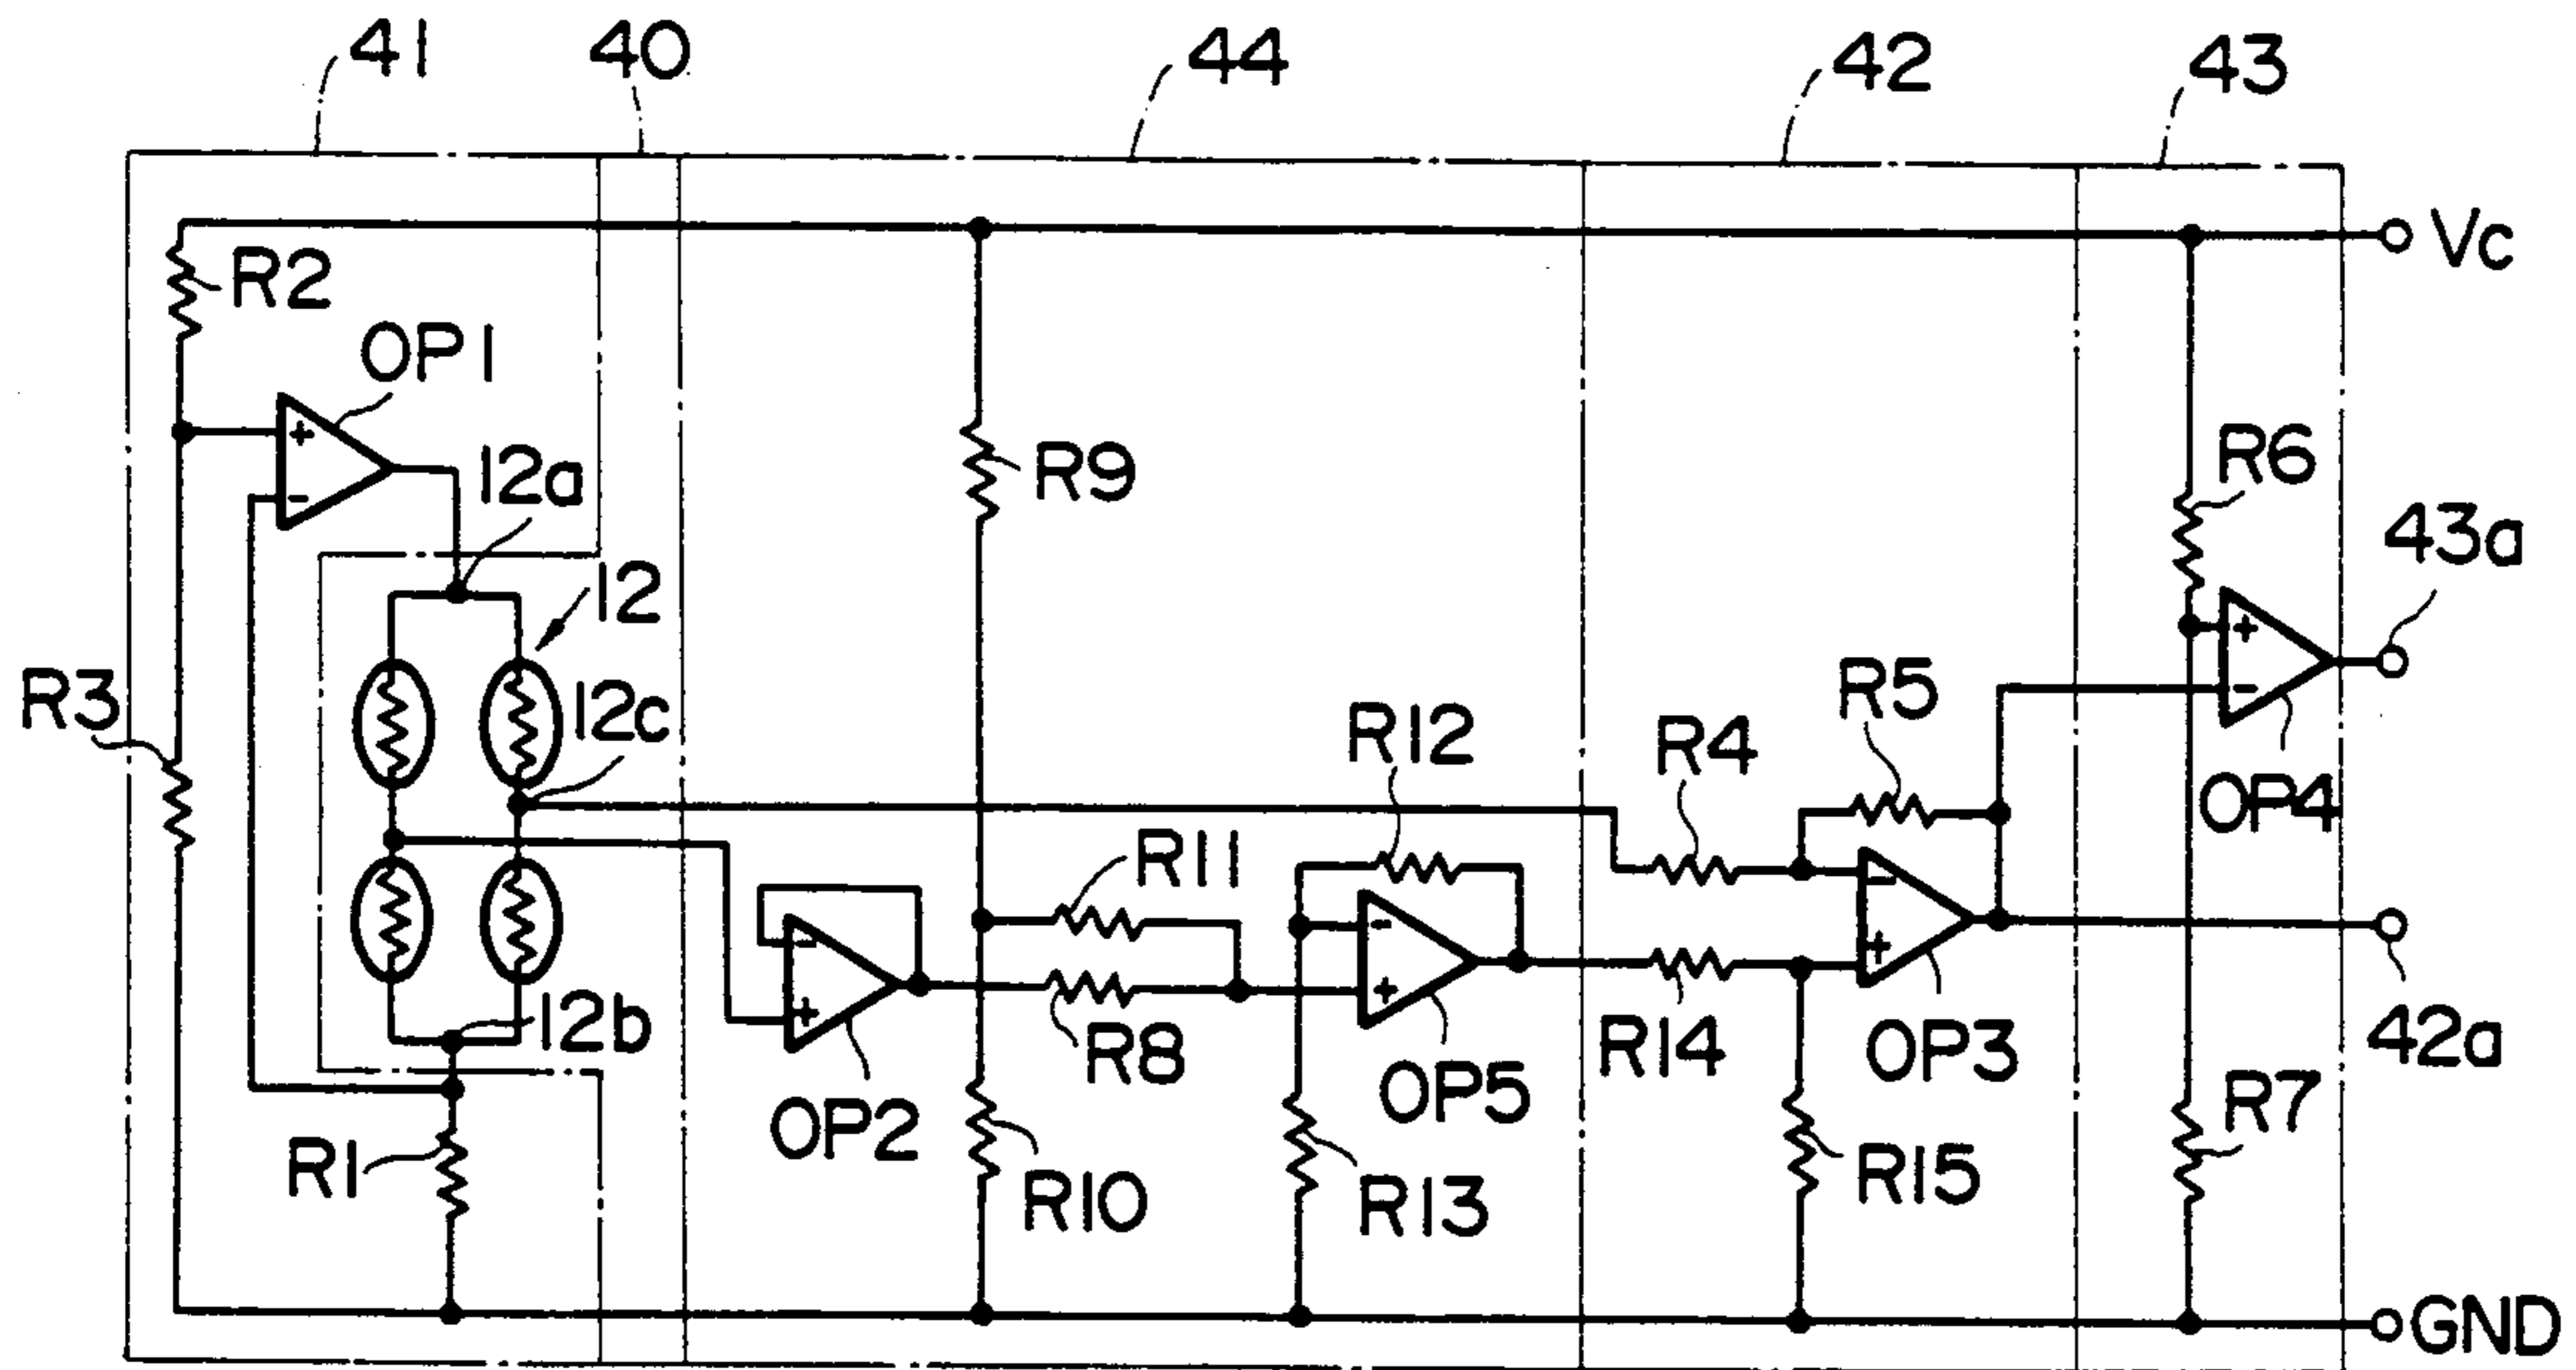 41
40
44
42
43
Vc
R2
OP1
12a
R9
R6
43a
12
R3
12c
R12
R4
R5
OP4
R11
12b
R8
R14
OP3
42a
OP2
OP5
R7
R1
R10
R13
R15
GND
+
-
+
-
-
+
-
+
-
+